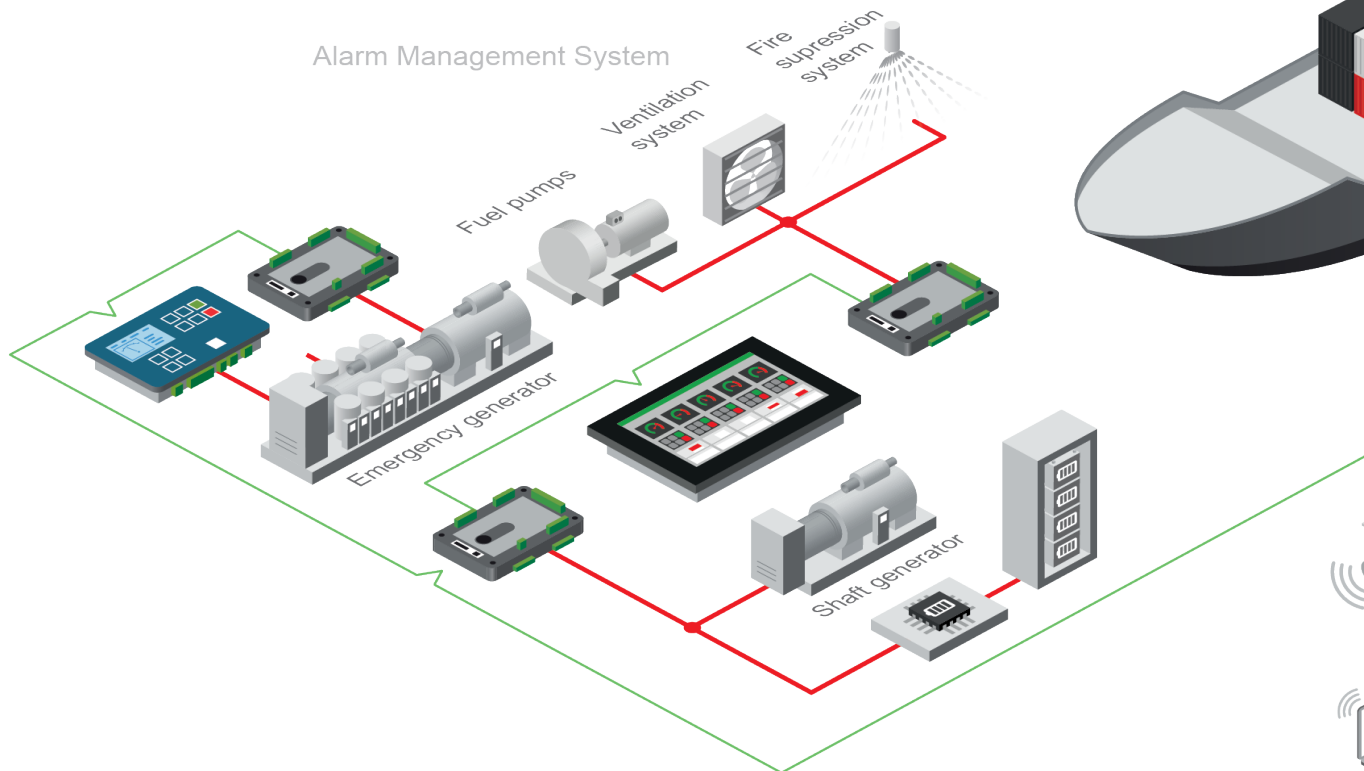 Alarm Management System
Fire
supression
system
Ventilation
system
Fuel pumps
Emergency generator
Shaft generator